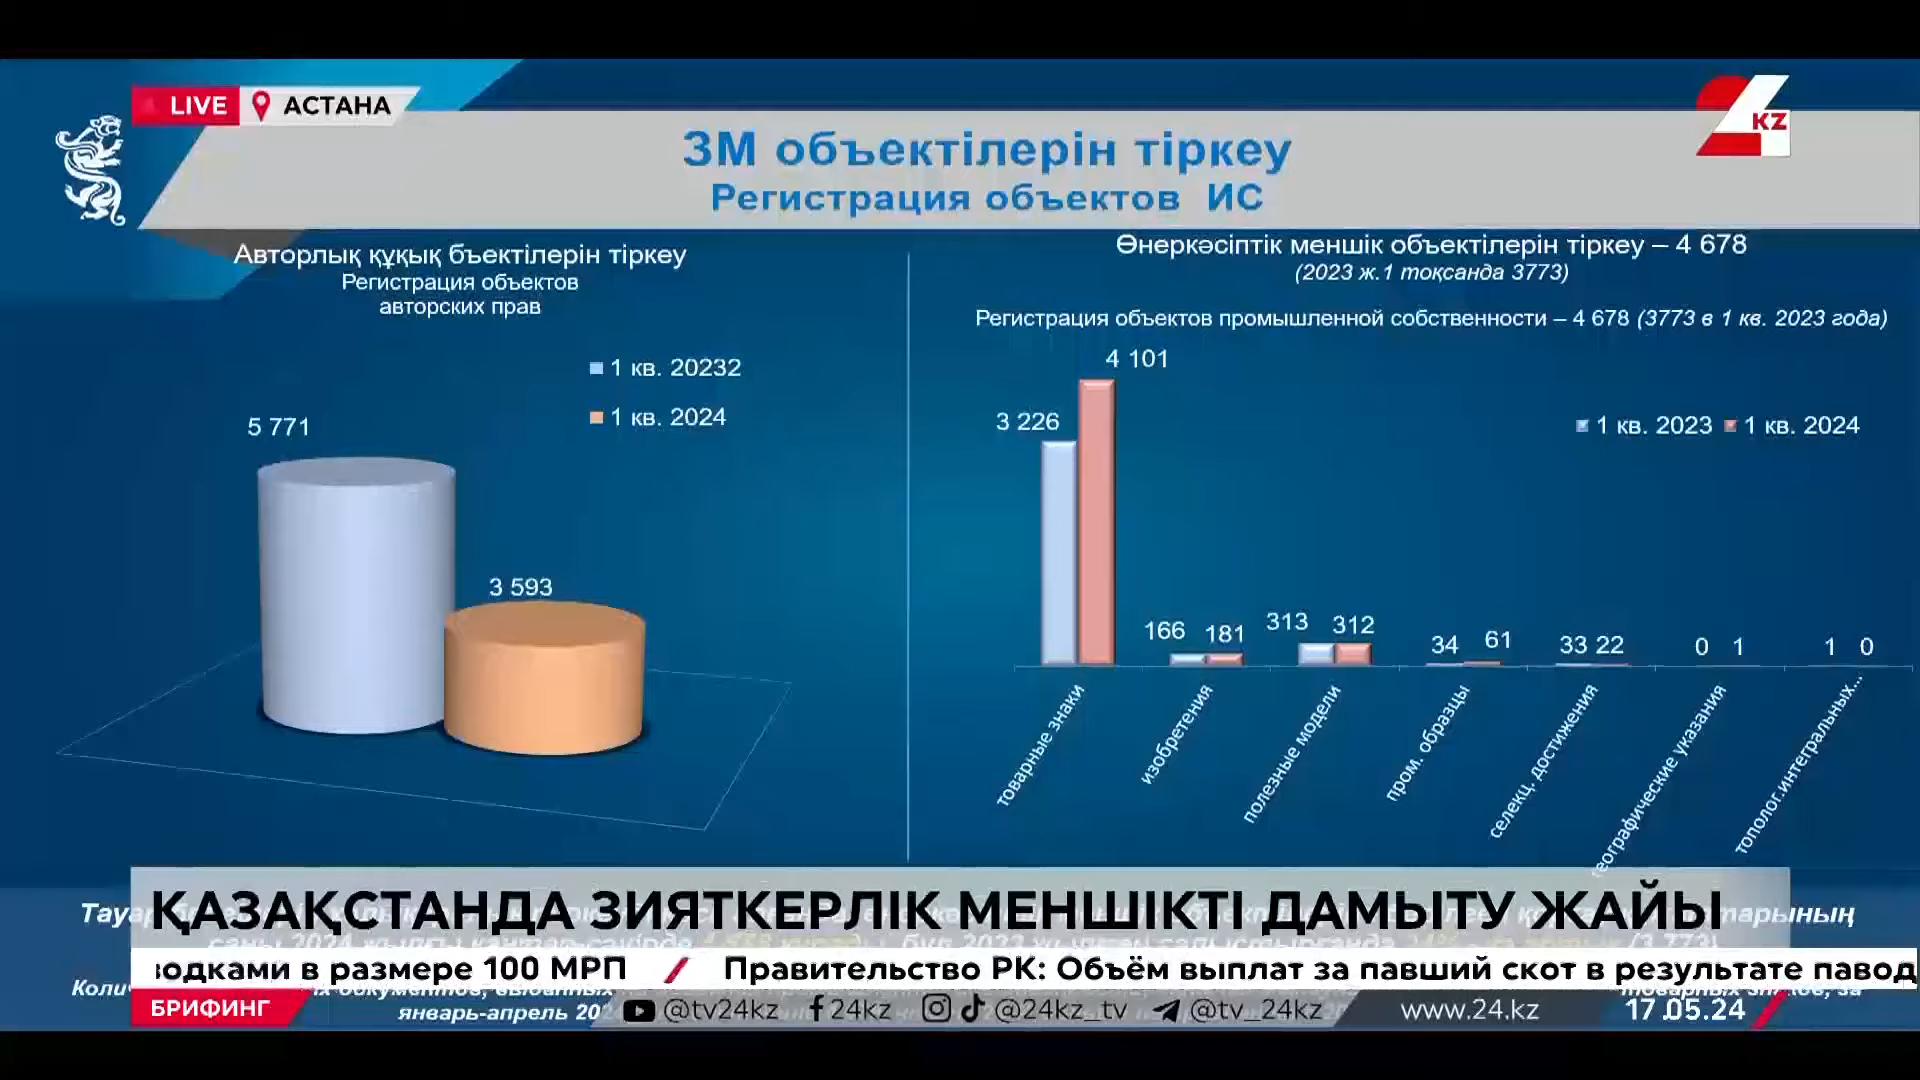 LIVE АСТАНА
KZ
ЗМ объектілерін тіркеу
Регистрация объектов ИС
Авторлық құқық бъектілерін тіркеу
Регистрация объектов
авторских прав
1 кв. 20232
1 кв. 2024
5 771
3 593
Өнеркәсіптік меншік объектілерін тіркеу – 4 678
(2023 ж.1 тоқсанда 3773)
Регистрация объектов промышленной собственности – 4 678 (3773 в 1 кв. 2023 года)
1 кв. 2023 1 кв. 2024
3 226 4 101
166 181
313 312
34 61
33 22
0 1
1 0
товарные знаки
изобретения
полезные модели
пром. образцы
селекц. достижения
географические указания
тополог.интегральных...
ҚАЗАҚСТАНДА ЗИЯТКЕРЛІК МЕНШІКТІ ДАМЫТУ ЖАЙЫ
водками в размере 100 МРП / Правительство РК: Объём выплат за павший скот в результате павод
БРИФИНГ
январь-апрель
@tv24kz 24kz @24kz_tv @tv_24kz www.24.kz 17.05.24